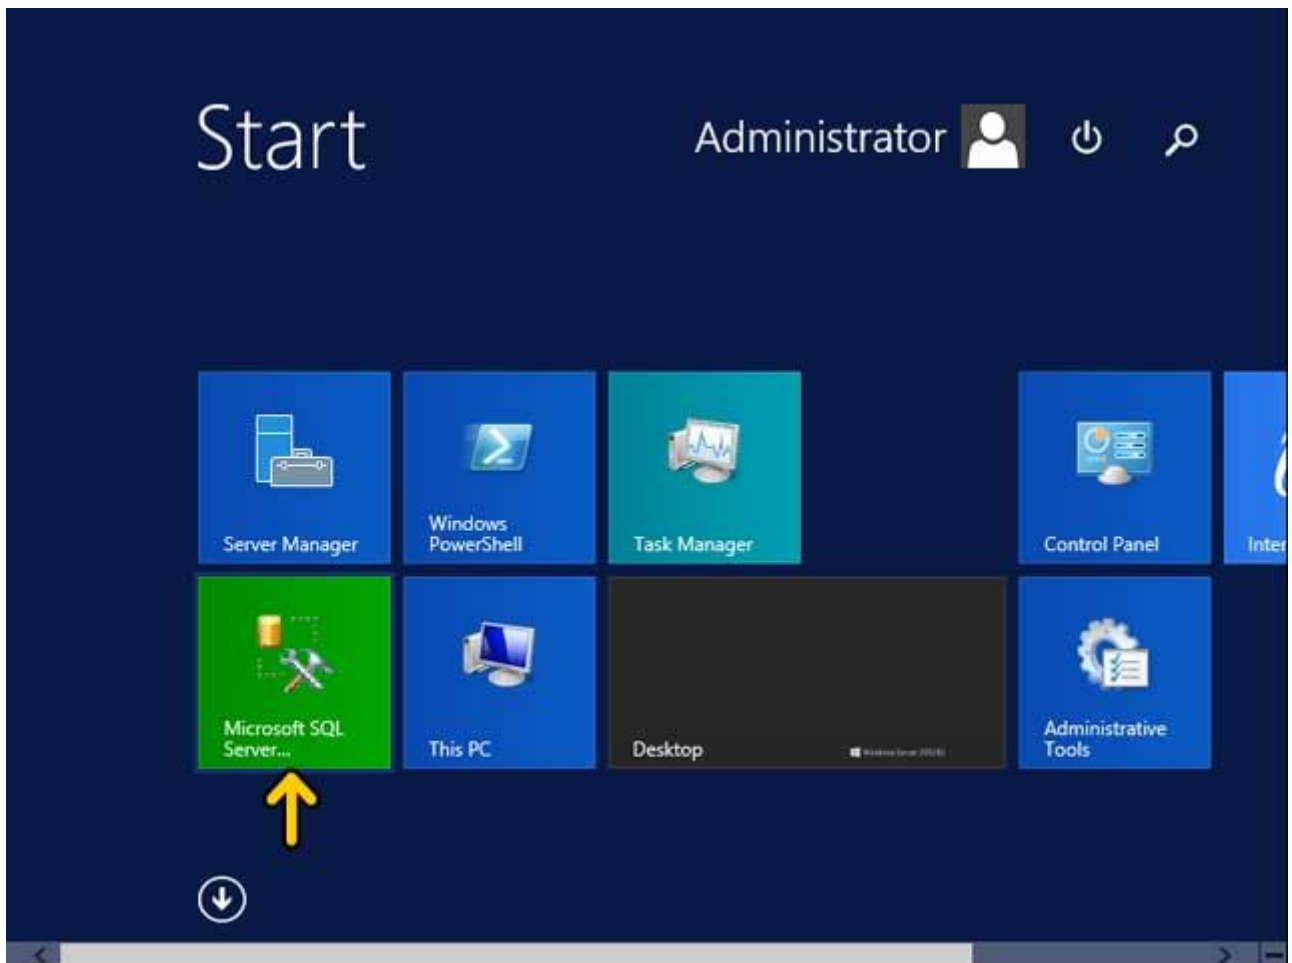 Start
Administrator
Server Manager
Windows
PowerShell
Task Manager
Control Panel
Inter
Microsoft SQL
Server...
This PC
Desktop
Administrative
Tools